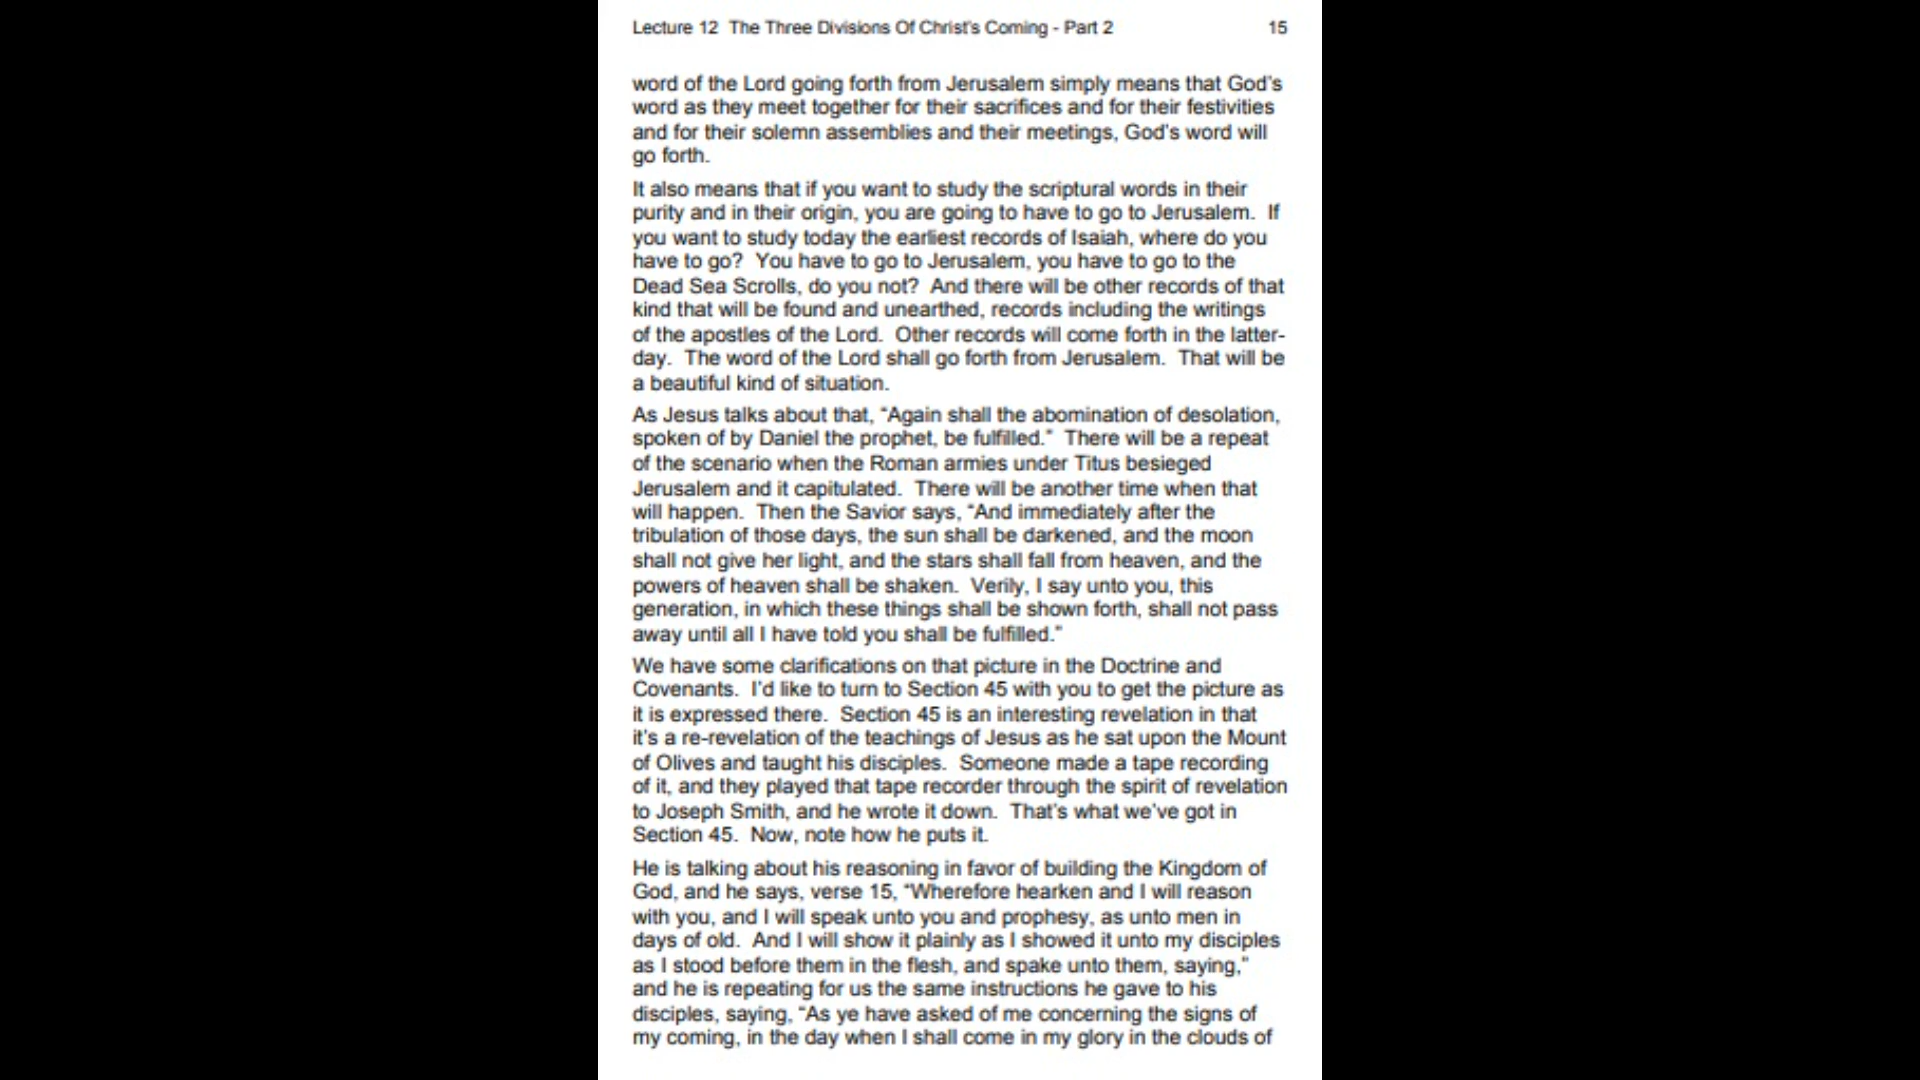 Lecture 12  The Three Divisions Of Christ's Coming - Part 2 15
word of the Lord going forth from Jerusalem simply means that God's
word as they meet together for their sacrifices and for their festivities
and for their solemn assemblies and their meetings, God's word will
go forth.
It also means that if you want to study the scriptural words in their
purity and in their origin, you are going to have to go to Jerusalem.  If
you want to study today the earliest records of Isaiah, where do you
have to go?  You have to go to Jerusalem, you have to go to the
Dead Sea Scrolls, do you not?  And there will be other records of that
kind that will be found and unearthed, records including the writings
of the apostles of the Lord.  Other records will come forth in the latter-
day.  The word of the Lord shall go forth from Jerusalem.  That will be
a beautiful kind of situation.
As Jesus talks about that, “Again shall the abomination of desolation,
spoken of by Daniel the prophet, be fulfilled.”  There will be a repeat
of the scenario when the Roman armies under Titus besieged
Jerusalem and it capitulated.  There will be another time when that
will happen.  Then the Savior says, “And immediately after the
tribulation of those days, the sun shall be darkened, and the moon
shall not give her light, and the stars shall fall from heaven, and the
powers of heaven shall be shaken.  Verily, I say unto you, this
generation, in which these things shall be shown forth, shall not pass
away until all I have told you shall be fulfilled.”
We have some clarifications on that picture in the Doctrine and
Covenants.  I'd like to turn to Section 45 with you to get the picture as
it is expressed there.  Section 45 is an interesting revelation in that
it's a re-revelation of the teachings of Jesus as he sat upon the Mount
of Olives and taught his disciples.  Someone made a tape recording
of it, and they played that tape recorder through the spirit of revelation
to Joseph Smith, and he wrote it down.  That's what we've got in
Section 45.  Now, note how he puts it.
He is talking about his reasoning in favor of building the Kingdom of
God, and he says, verse 15, “Wherefore hearken and I will reason
with you, and I will speak unto you and prophesy, as unto men in
days of old.  And I will show it plainly as I showed it unto my disciples
as I stood before them in the flesh, and spake unto them, saying,”
and he is repeating for us the same instructions he gave to his
disciples, saying, “As ye have asked of me concerning the signs of
my coming, in the day when I shall come in my glory in the clouds of